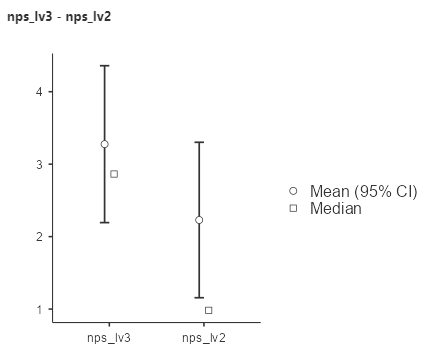 nps_lv3 - nps_lv2
4
3
2
1
nps_lv3 nps_lv2
Mean (95% CI)
Median